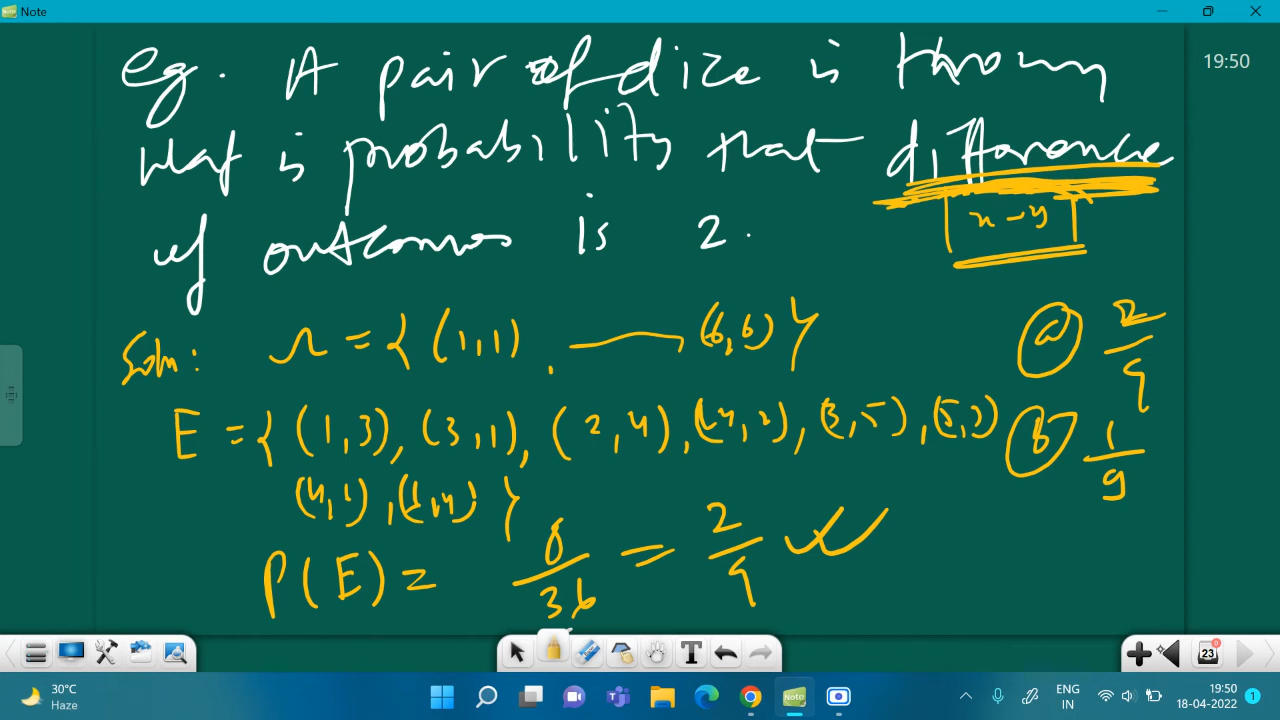 Note
19:50
eg. A pair of dice is thrown
what is probability that difference
of outcomes is 2.
|x-y|
Soln: Ω = { (1,1) . (6,6) }
(a) 2/9
E = { (1,3), (3,1), (2,4), (4,2), (3,5), (5,3)
(b) 1/9
(4,6), (6,4) }
P(E) = 8/36 = 2/9 ✓
T
23
30°C
Haze
ENG
IN
19:50
18-04-2022
1